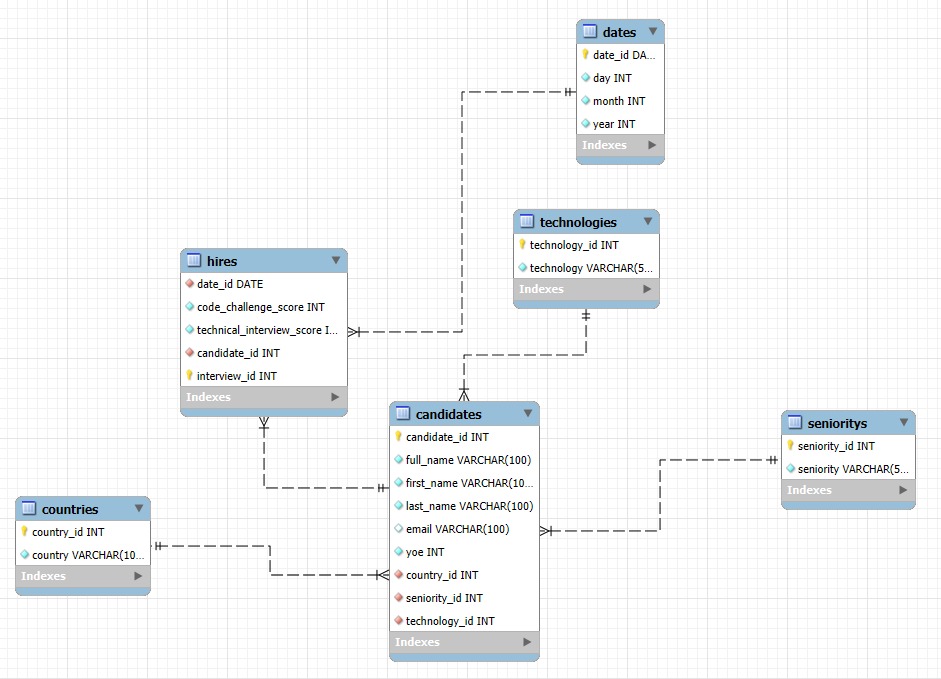 dates
date_id DA...
day INT
month INT
year INT
Indexes
technologies
technology_id INT
technology VARCHAR(5...
Indexes
hires
date_id DATE
code_challenge_score INT
technical_interview_score I...
candidate_id INT
interview_id INT
Indexes
candidates
candidate_id INT
full_name VARCHAR(100)
first_name VARCHAR(10...
last_name VARCHAR(100)
email VARCHAR(100)
yoe INT
country_id INT
seniority_id INT
technology_id INT
Indexes
senioritys
seniority_id INT
seniority VARCHAR(5...
Indexes
countries
country_id INT
country VARCHAR(10...
Indexes